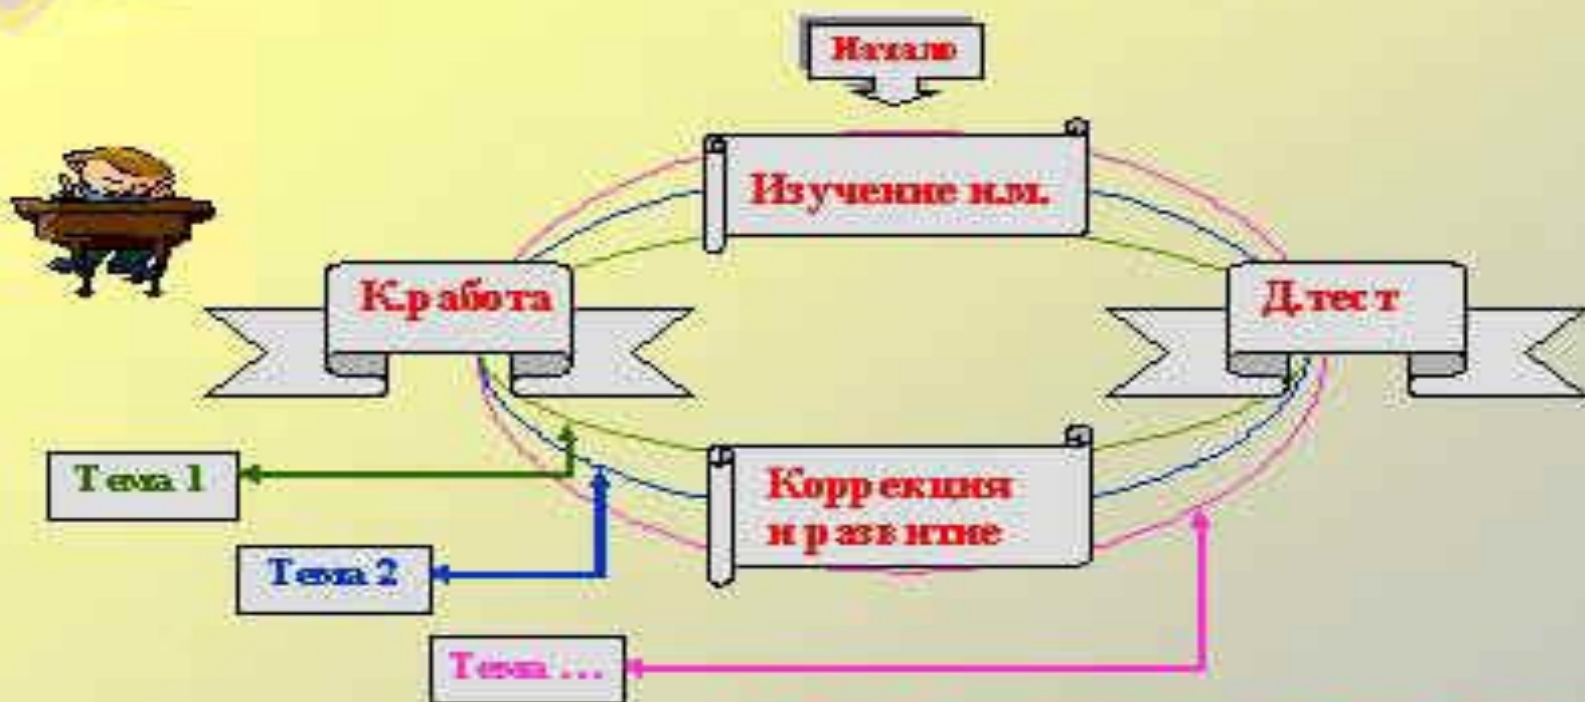 Начало
Изучение н.м.
К.работа
Д.тест
Коррекция
и развитие
Тема 1
Тема 2
Тема ...